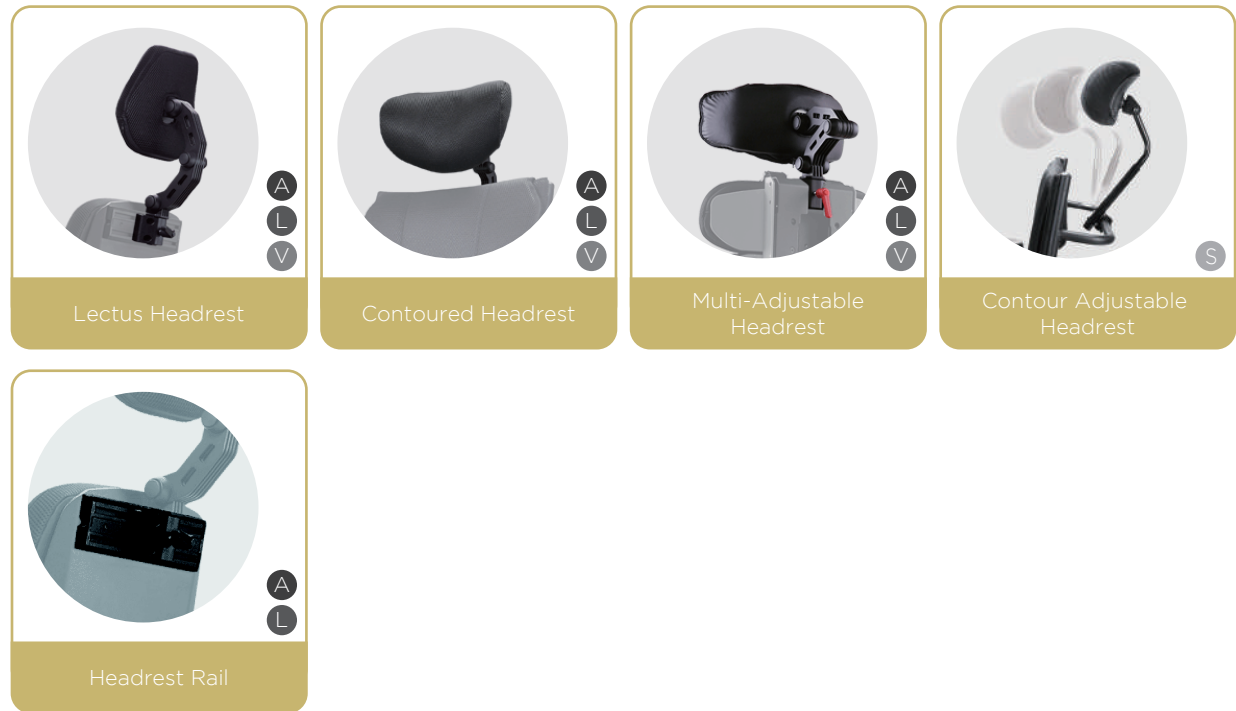 A
L
V
Lectus Headrest
A
L
V
Contoured Headrest
A
L
V
Multi-Adjustable
Headrest
S
Contour Adjustable
Headrest
A
L
Headrest Rail